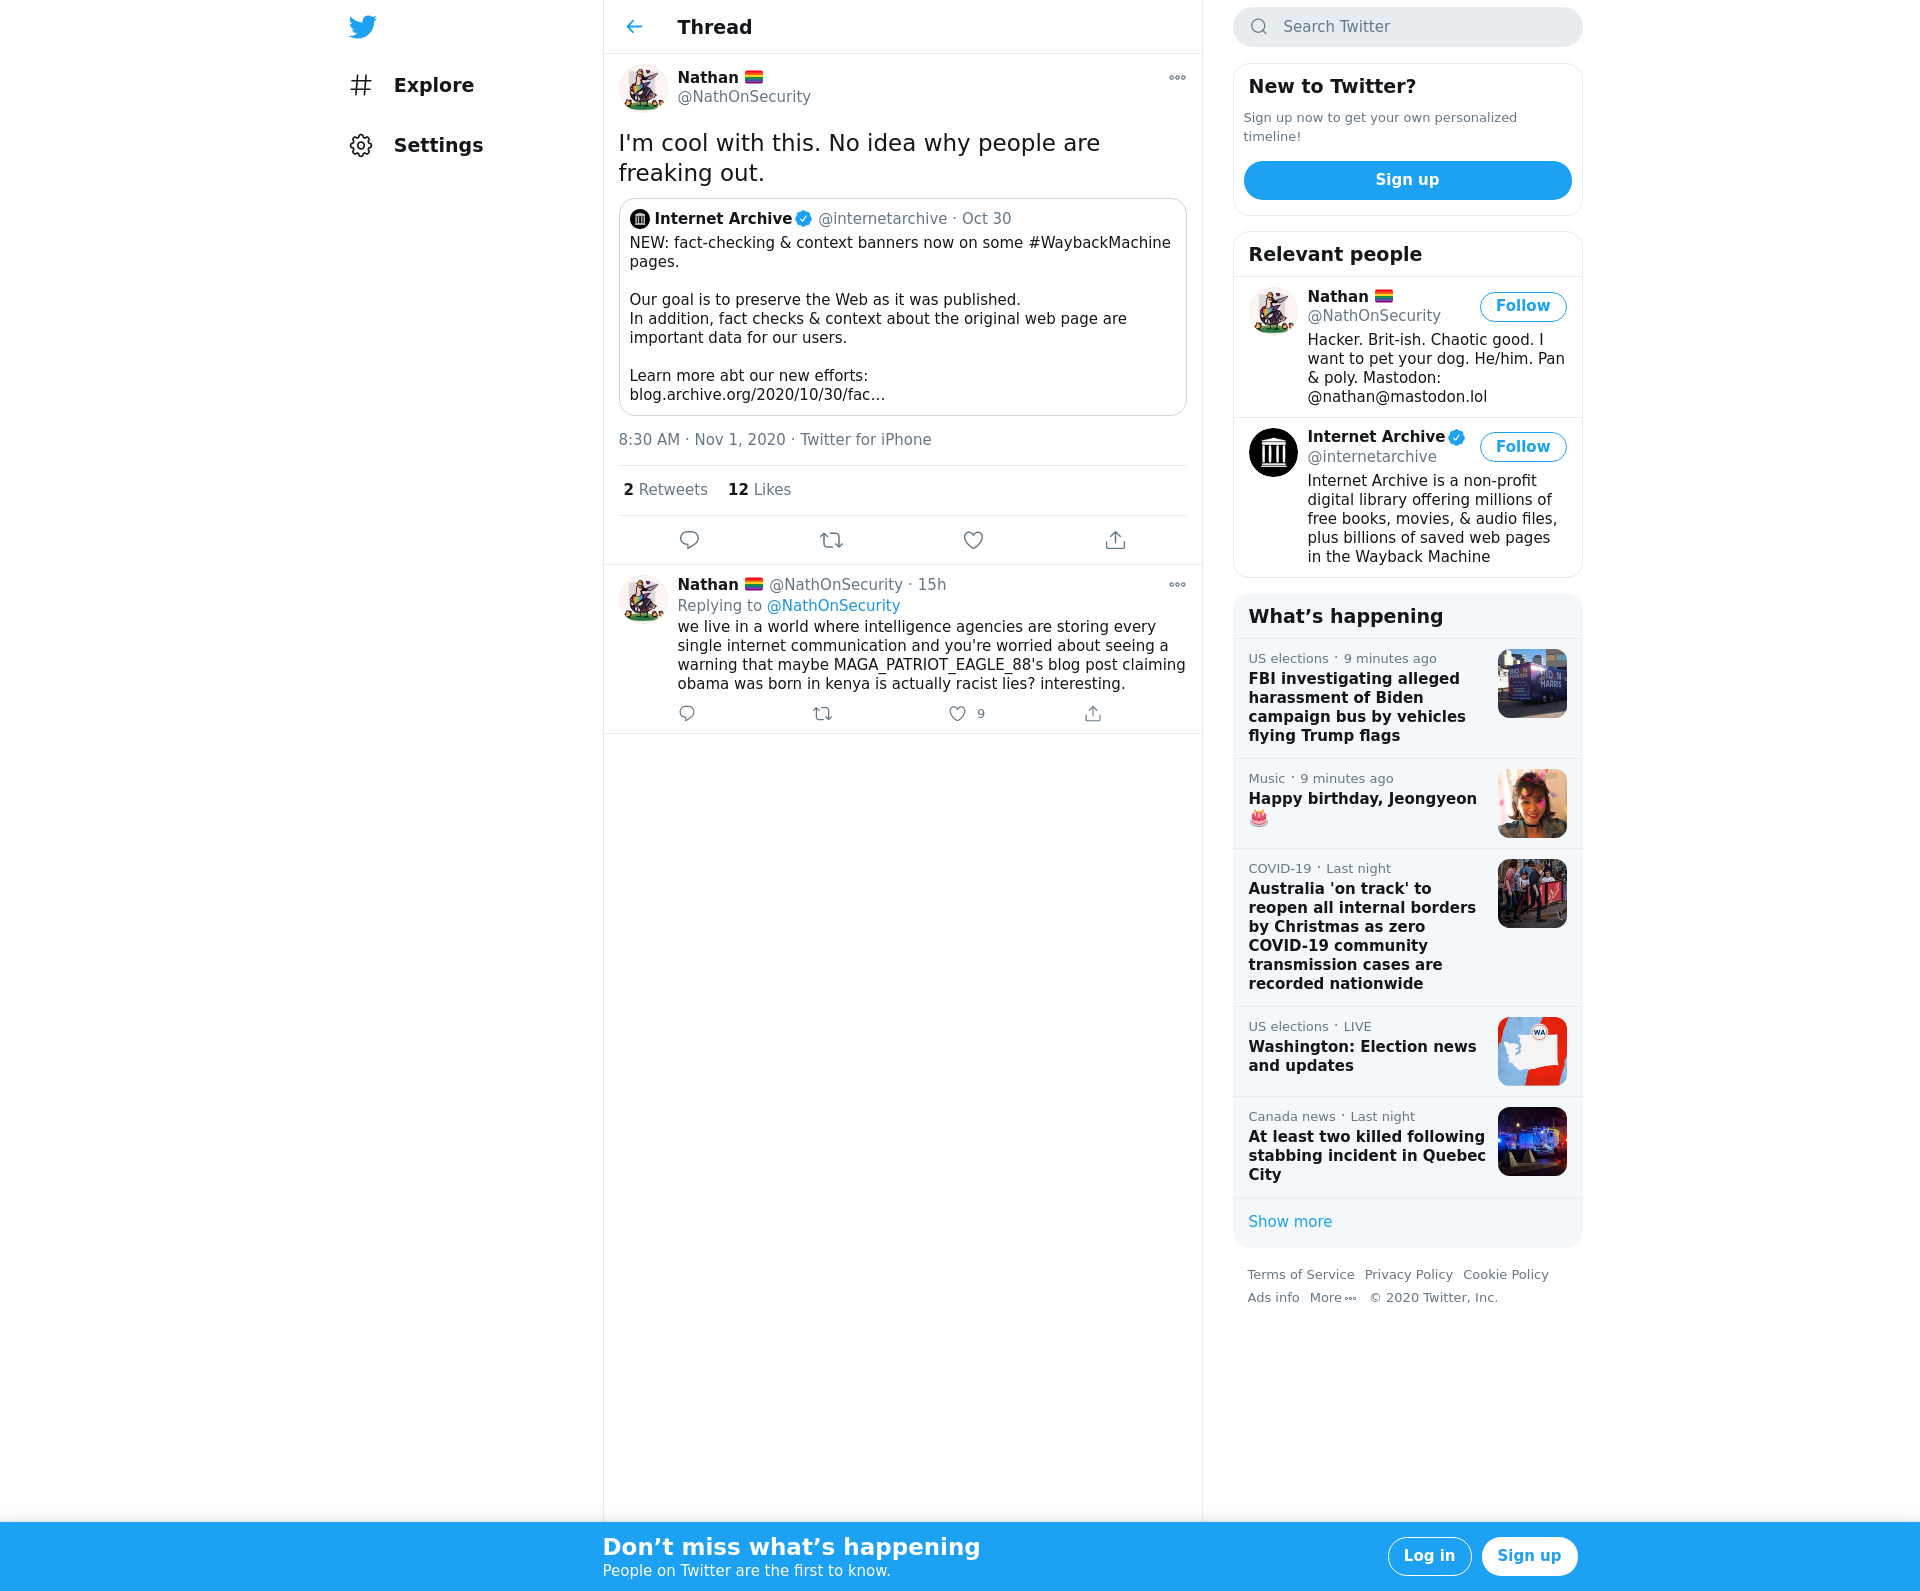 Explore
Settings
Thread
Nathan
@NathOnSecurity
I'm cool with this. No idea why people are
freaking out.
Internet Archive @internetarchive · Oct 30
NEW: fact-checking & context banners now on some #WaybackMachine
pages.
Our goal is to preserve the Web as it was published.
In addition, fact checks & context about the original web page are
important data for our users.
Learn more abt our new efforts:
blog.archive.org/2020/10/30/fac…
8:30 AM · Nov 1, 2020 · Twitter for iPhone
2 Retweets 12 Likes
Nathan @NathOnSecurity · 15h
Replying to @NathOnSecurity
we live in a world where intelligence agencies are storing every
single internet communication and you're worried about seeing a
warning that maybe MAGA_PATRIOT_EAGLE_88's blog post claiming
obama was born in kenya is actually racist lies? interesting.
9
Search Twitter
New to Twitter?
Sign up now to get your own personalized
timeline!
Sign up
Relevant people
Nathan
@NathOnSecurity
Follow
Hacker. Brit-ish. Chaotic good. I
want to pet your dog. He/him. Pan
& poly. Mastodon:
@nathan@mastodon.lol
Internet Archive
@internetarchive
Follow
Internet Archive is a non-profit
digital library offering millions of
free books, movies, & audio files,
plus billions of saved web pages
in the Wayback Machine
What’s happening
US elections · 9 minutes ago
FBI investigating alleged
harassment of Biden
campaign bus by vehicles
flying Trump flags
Music · 9 minutes ago
Happy birthday, Jeongyeon
COVID-19 · Last night
Australia 'on track' to
reopen all internal borders
by Christmas as zero
COVID-19 community
transmission cases are
recorded nationwide
US elections · LIVE
Washington: Election news
and updates
WA
Canada news · Last night
At least two killed following
stabbing incident in Quebec
City
Show more
Terms of Service Privacy Policy Cookie Policy
Ads info More © 2020 Twitter, Inc.
Don’t miss what’s happening
People on Twitter are the first to know.
Log in
Sign up